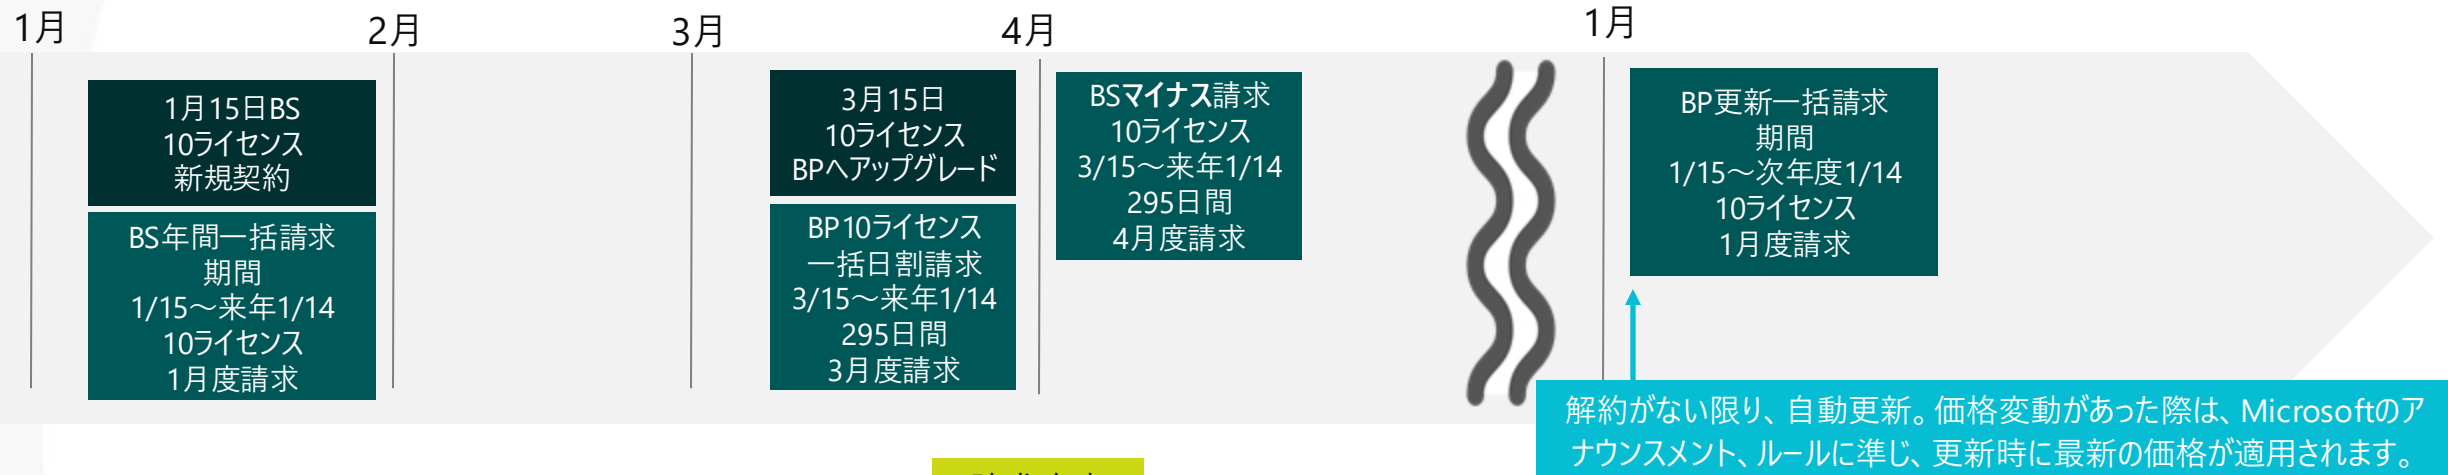 1月
2月
3月
4月
1月
1月15日BS
10ライセンス
新規契約
BS年間一括請求
期間
1/15～来年1/14
10ライセンス
1月度請求
3月15日
10ライセンス
BPへアップグレード
BP10ライセンス
一括日割請求
3/15～来年1/14
295日間
3月度請求
BSマイナス請求
10ライセンス
3/15～来年1/14
295日間
4月度請求
BP更新一括請求
期間
1/15～次年度1/14
10ライセンス
1月度請求
解約がない限り、自動更新。価格変動があった際は、Microsoftのア
ナウンスメント、ルールに準じ、更新時に最新の価格が適用されます。